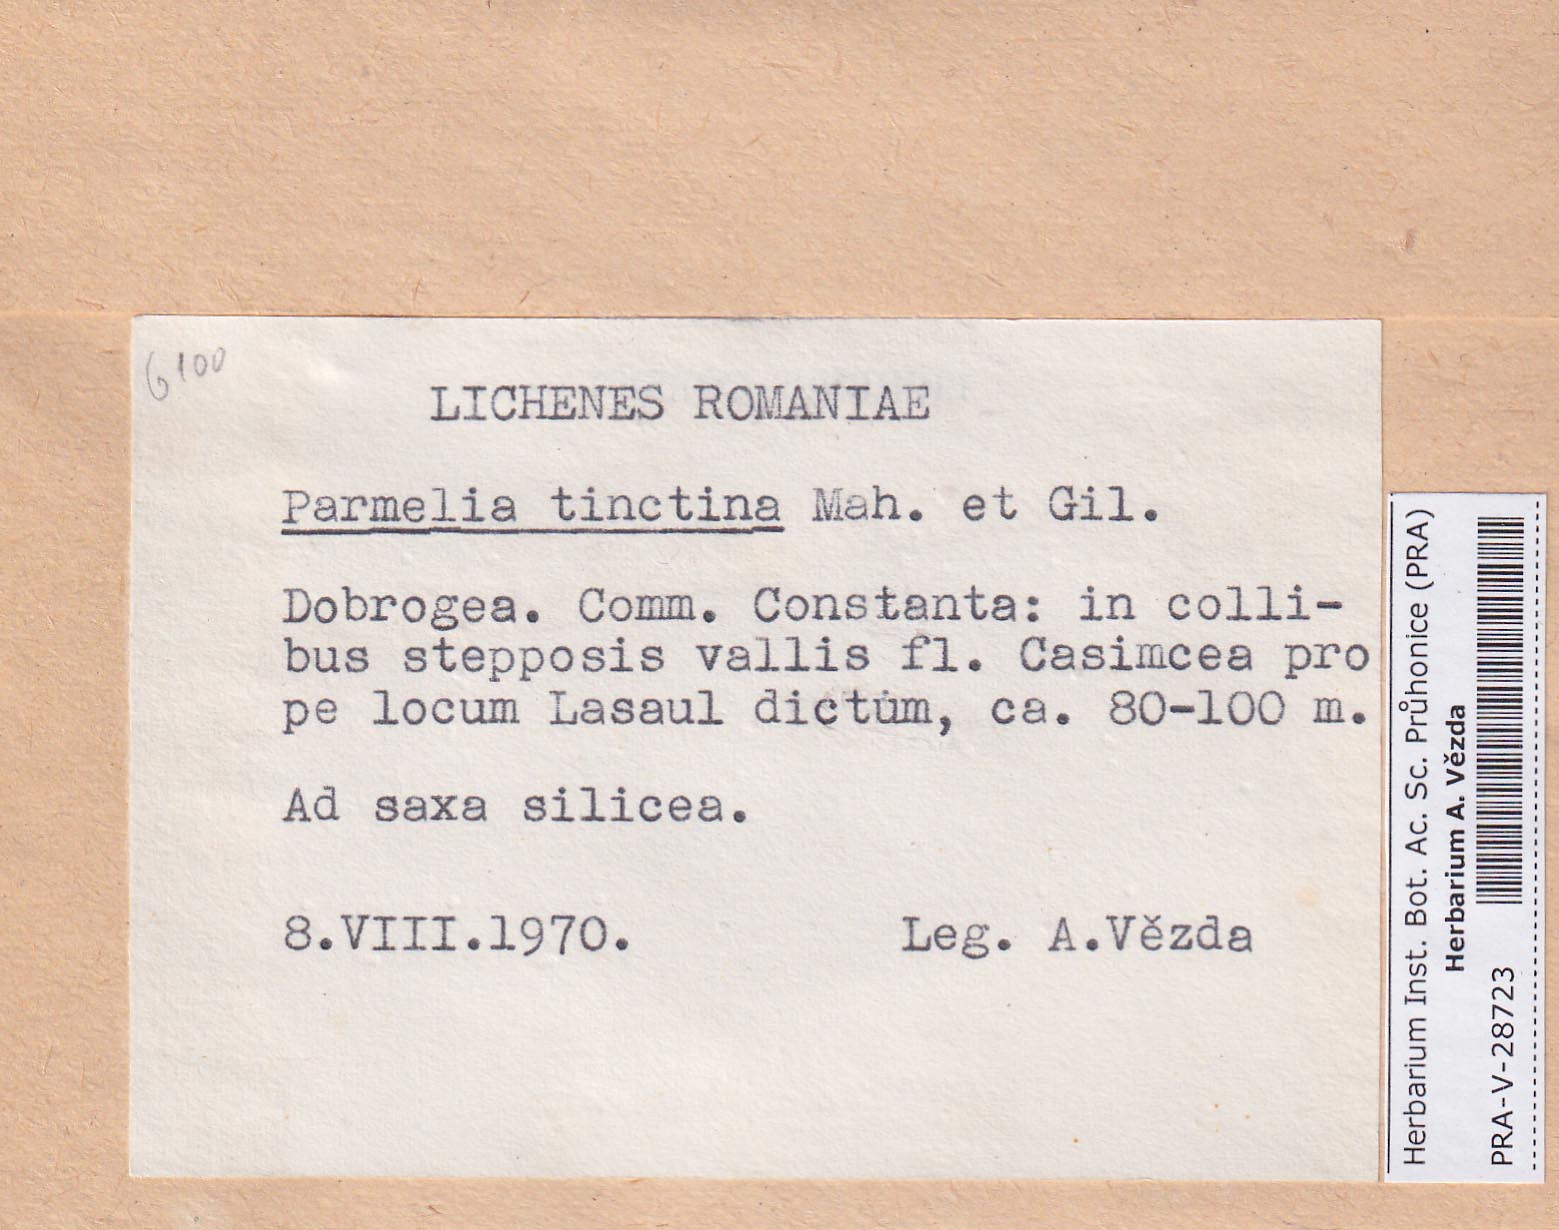 6100
LICHENES ROMANIAE
Parmelia tinctina Mah. et Gil.
Dobrogea. Comm. Constanta: in colli-
bus stepposis vallis fl. Casimcea pro
pe locum Lasaul dictum, ca. 80-100 m.
Ad saxa silicea.
8.VIII.1970. Leg. A.Vězda
Herbarium Inst. Bot. Ac. Sc. Průhonice (PRA)
Herbarium A. Vězda
PRA-V-28723